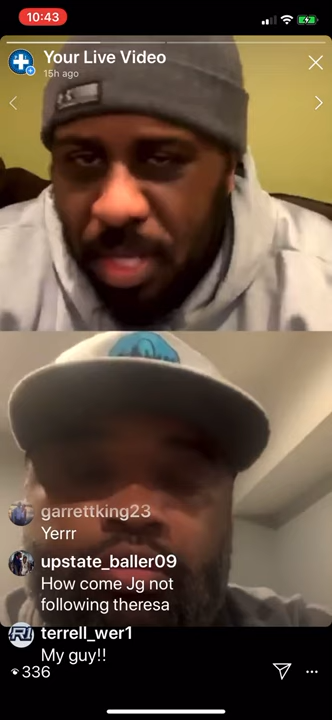 10:43
Your Live Video
15h ago
garrettking23
Yerrr
upstate_baller09
How come Jg not
following theresa
terrell_wer1
My guy!!
336